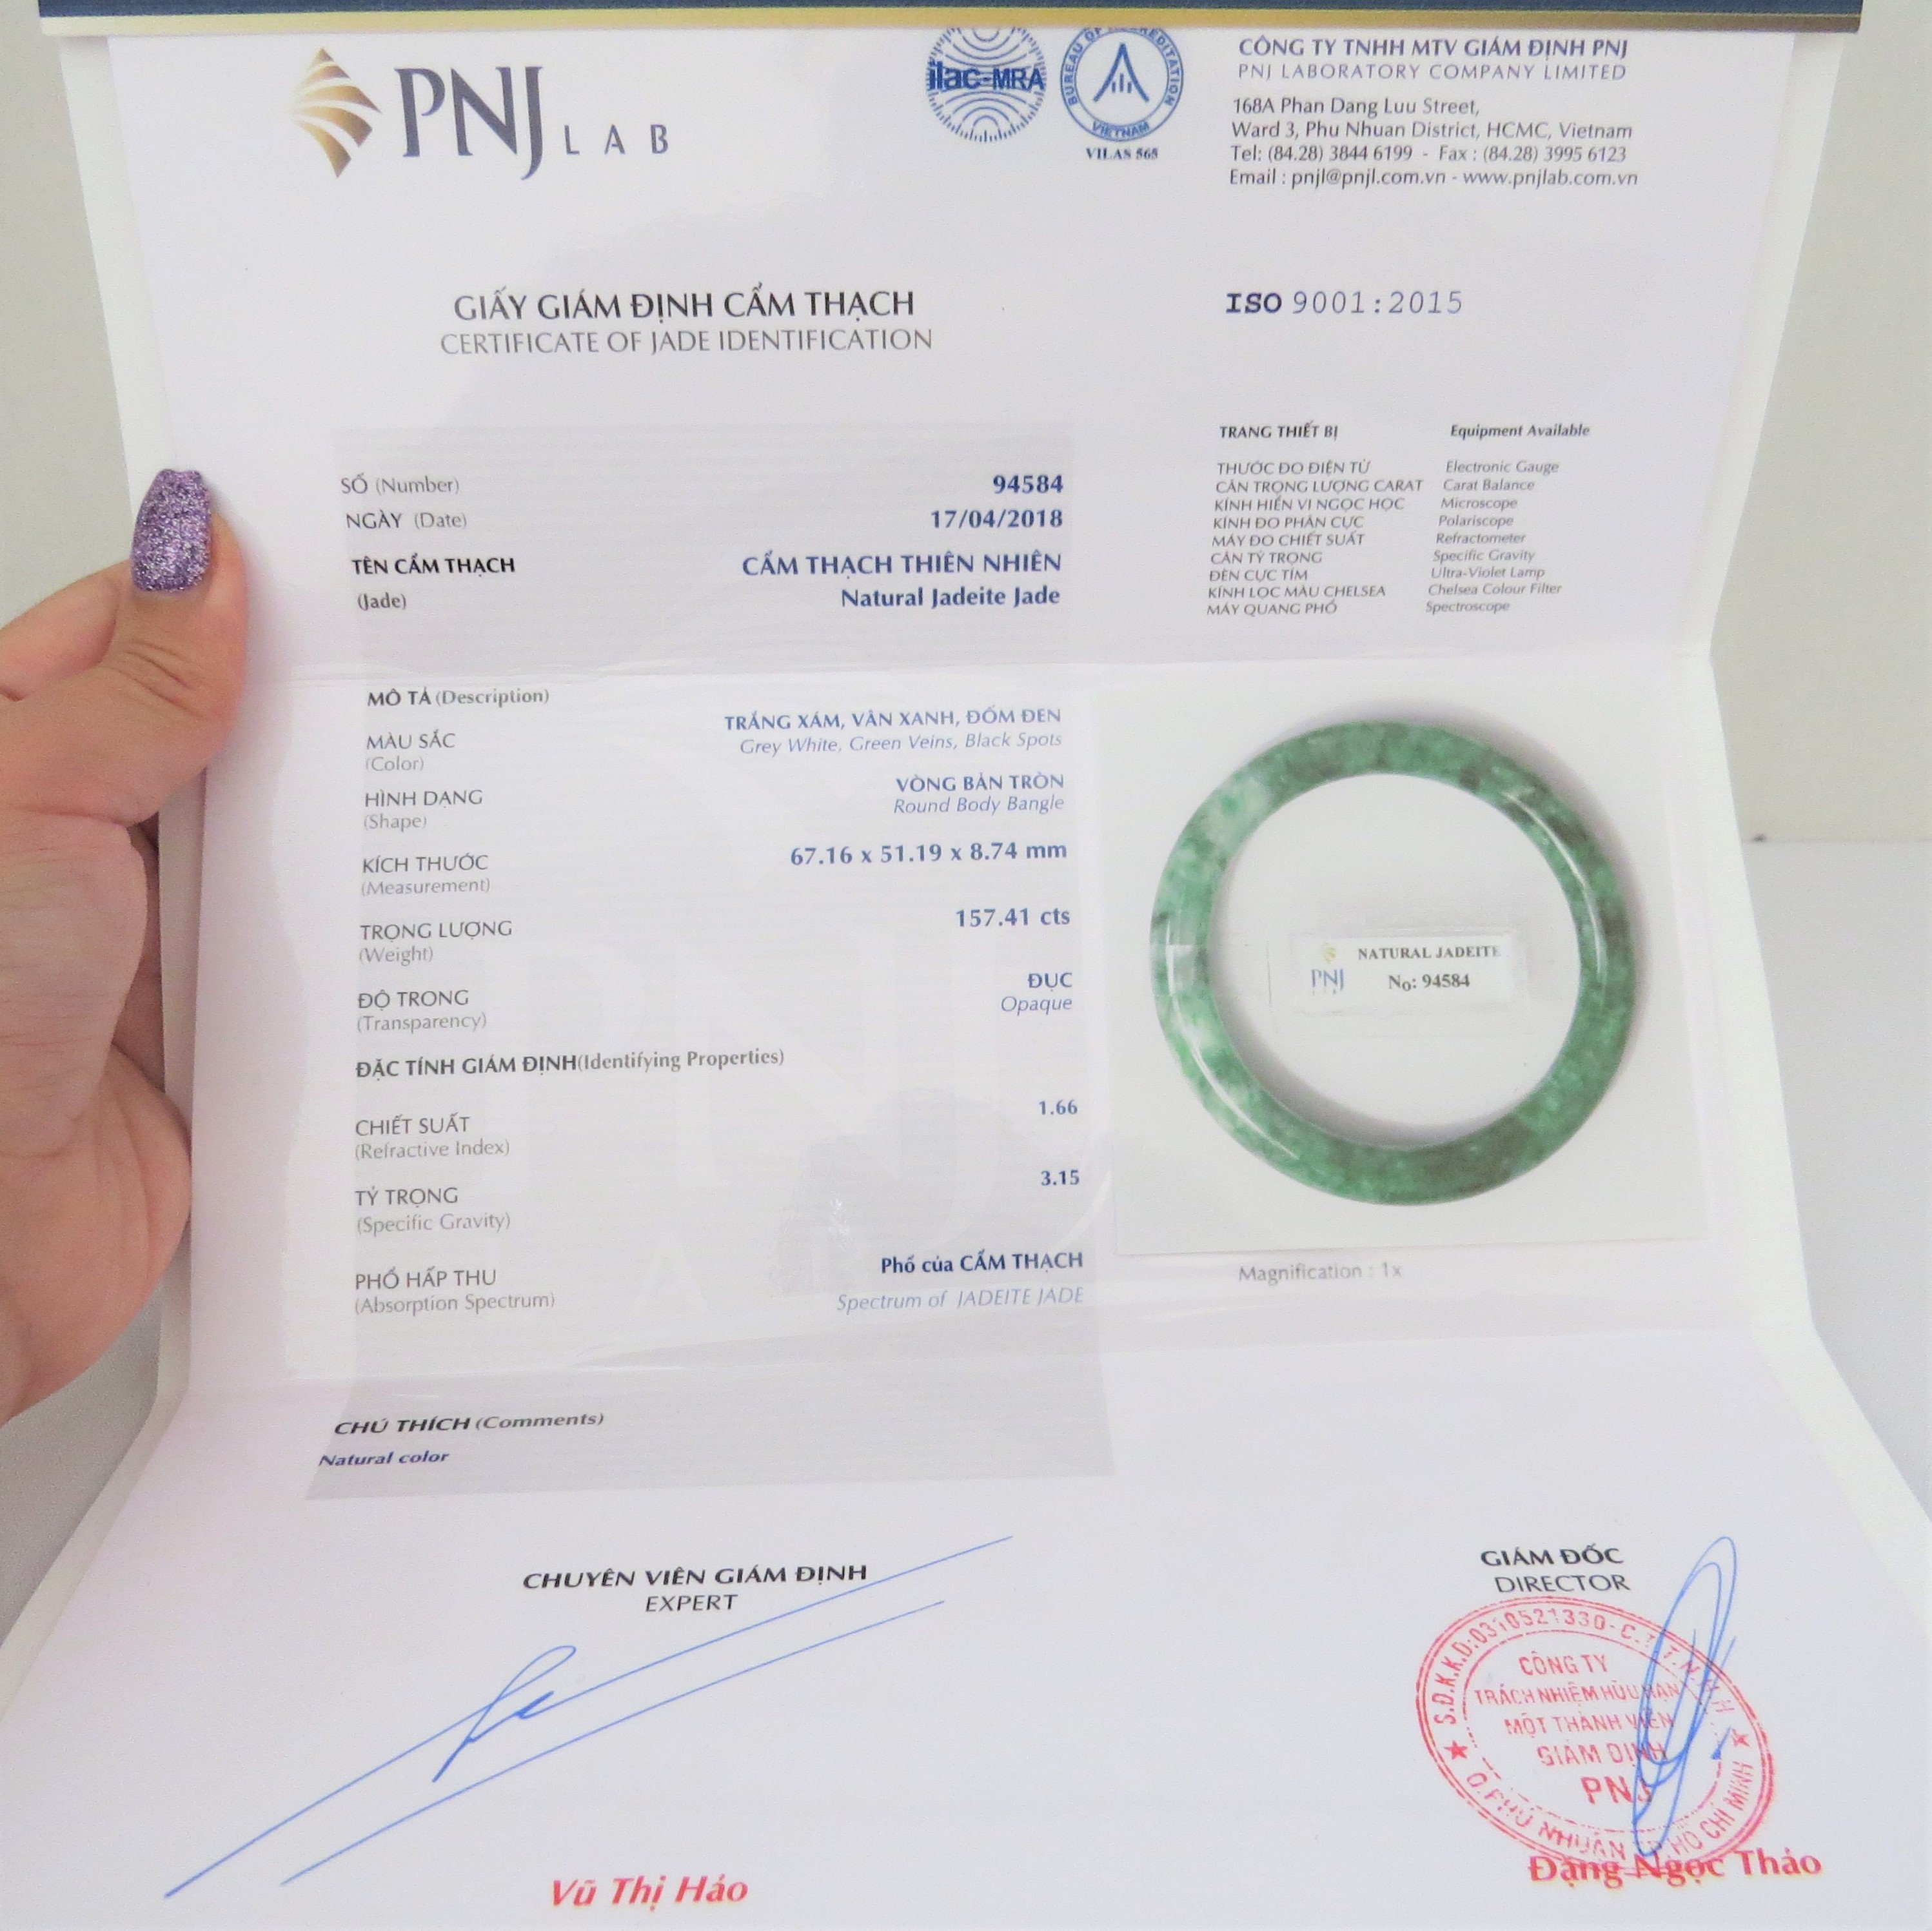 PNJ LAB
ilac-MRA
BUREAU OF ACCREDITATION
VIETNAM
VILAS 565
CÔNG TY TNHH MTV GIÁM ĐỊNH PNJ
PNJ LABORATORY COMPANY LIMITED
168A Phan Dang Luu Street,
Ward 3, Phu Nhuan District, HCMC, Vietnam
Tel: (84.28) 3844 6199 - Fax : (84.28) 3995 6123
Email : pnjl@pnjl.com.vn - www.pnjlab.com.vn
GIẤY GIÁM ĐỊNH CẨM THẠCH
CERTIFICATE OF JADE IDENTIFICATION
ISO 9001:2015
SỐ (Number) 94584
NGÀY (Date) 17/04/2018
TÊN CẨM THẠCH CẨM THẠCH THIÊN NHIÊN
(Jade) Natural Jadeite Jade
TRANG THIẾT BỊ Equipment Available
THƯỚC ĐO ĐIỆN TỬ Electronic Gauge
CÂN TRỌNG LƯỢNG CARAT Carat Balance
KÍNH HIỂN VI NGỌC HỌC Microscope
KÍNH ĐO PHÂN CỰC Polariscope
MÁY ĐO CHIẾT SUẤT Refractometer
CÂN TỶ TRỌNG Specific Gravity
ĐÈN CỰC TÍM Ultra-Violet Lamp
KÍNH LỌC MÀU CHELSEA Chelsea Colour Filter
MÁY QUANG PHỔ Spectroscope
MÔ TẢ (Description)
MÀU SẮC TRẮNG XÁM, VÂN XANH, ĐỐM ĐEN
(Color) Grey White, Green Veins, Black Spots
HÌNH DẠNG VÒNG BẢN TRÒN
(Shape) Round Body Bangle
KÍCH THƯỚC 67.16 x 51.19 x 8.74 mm
(Measurement)
TRỌNG LƯỢNG 157.41 cts
(Weight)
ĐỘ TRONG ĐỤC
(Transparency) Opaque
ĐẶC TÍNH GIÁM ĐỊNH(Identifying Properties)
CHIẾT SUẤT 1.66
(Refractive Index)
TỶ TRỌNG 3.15
(Specific Gravity)
PHỔ HẤP THU Phổ của CẨM THẠCH
(Absorption Spectrum) Spectrum of JADEITE JADE
NATURAL JADEITE
PNJ No: 94584
Magnification : 1x
CHÚ THÍCH (Comments)
Natural color
CHUYÊN VIÊN GIÁM ĐỊNH
EXPERT
Vũ Thị Hảo
GIÁM ĐỐC
DIRECTOR
S.Đ.K.K.D:0310521330-C.T.
CÔNG TY
TRÁCH NHIỆM HỮU HẠN
MỘT THÀNH VIÊN
GIÁM ĐỊNH
PNJ
Q.PHÚ NHUẬN TP.HỒ CHÍ MINH
Đặng Ngọc Thảo